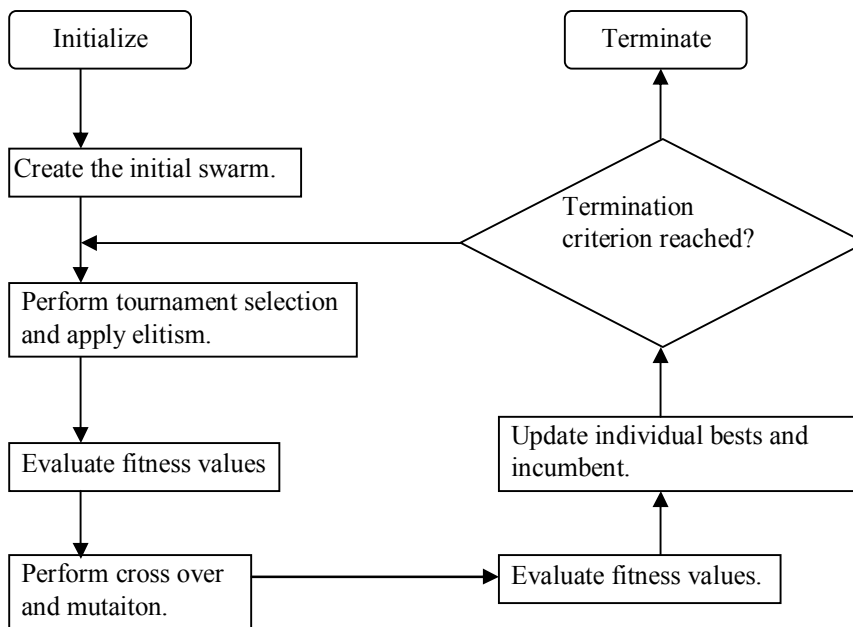 Initialize
Create the initial swarm.
Perform tournament selection
and apply elitism.
Evaluate fitness values
Perform cross over
and mutaiton.
Evaluate fitness values.
Update individual bests and
incumbent.
Termination
criterion reached?
Terminate